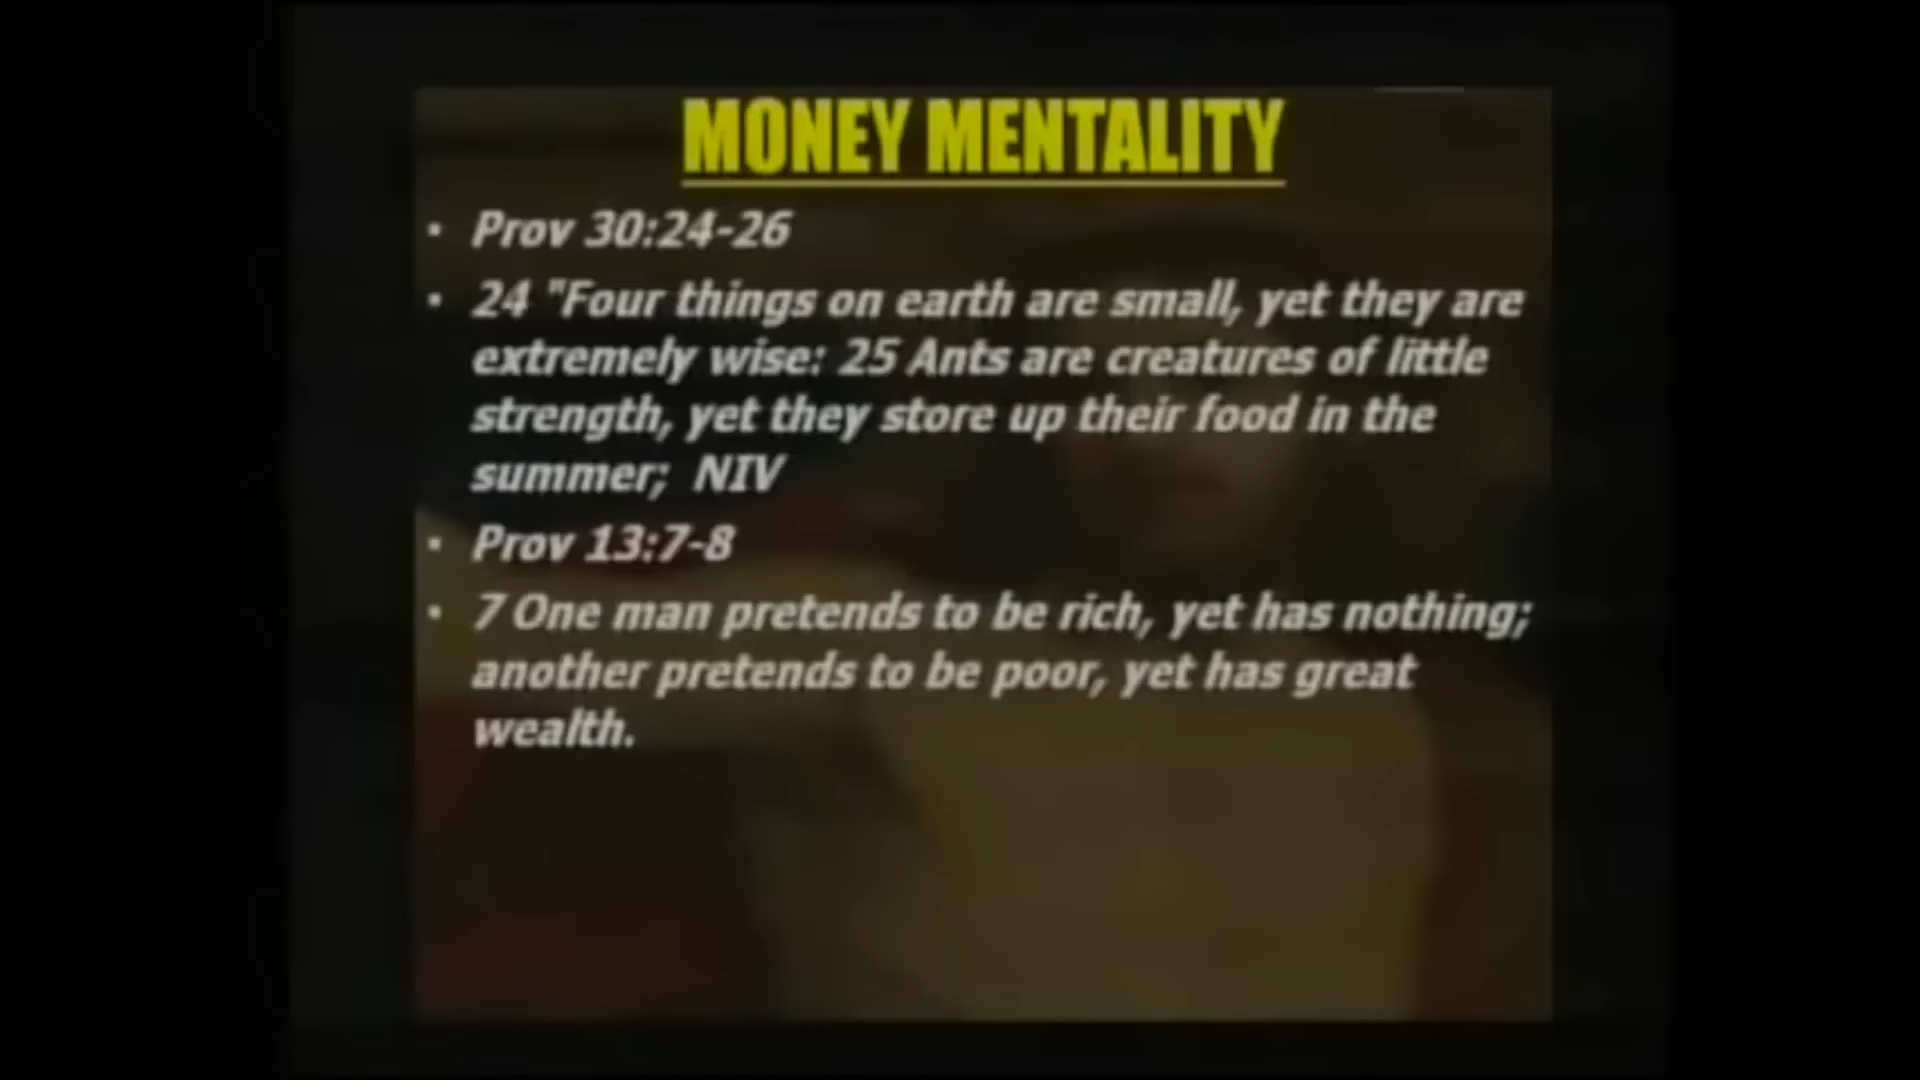 MONEY MENTALITY
• Prov 30:24-26
• 24 "Four things on earth are small, yet they are
extremely wise: 25 Ants are creatures of little
strength, yet they store up their food in the
summer;  NIV
• Prov 13:7-8
• 7 One man pretends to be rich, yet has nothing;
another pretends to be poor, yet has great
wealth.